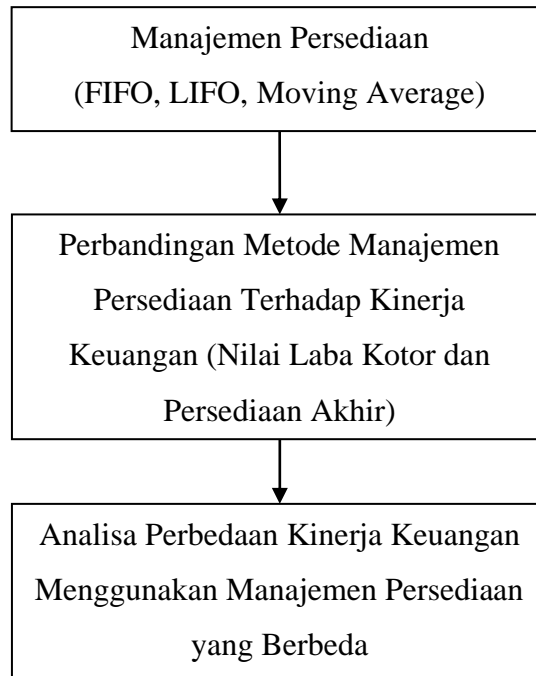 Manajemen Persediaan
(FIFO, LIFO, Moving Average)
Perbandingan Metode Manajemen
Persediaan Terhadap Kinerja
Keuangan (Nilai Laba Kotor dan
Persediaan Akhir)
Analisa Perbedaan Kinerja Keuangan
Menggunakan Manajemen Persediaan
yang Berbeda